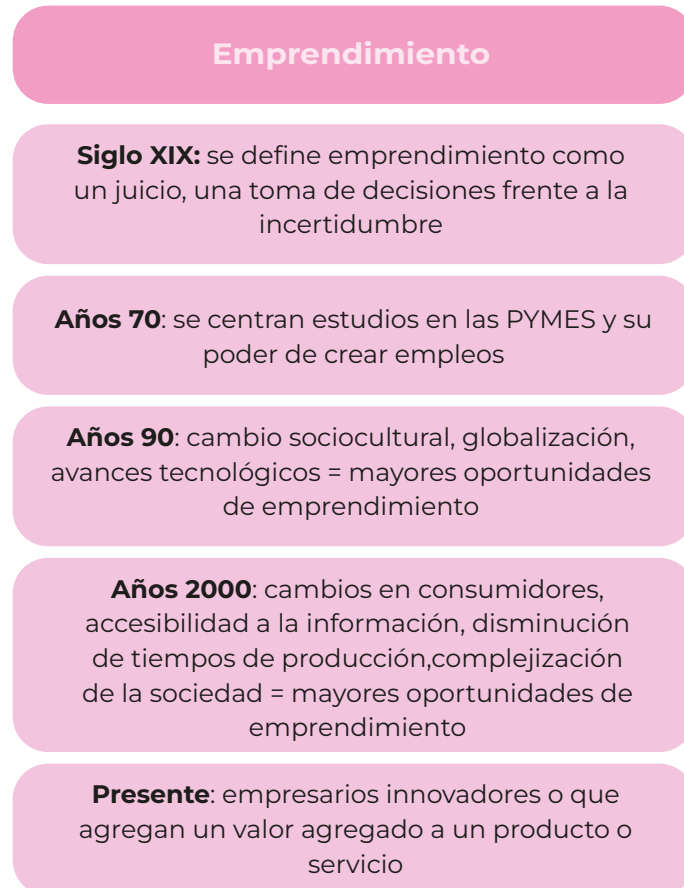 Emprendimiento
Siglo XIX: se define emprendimiento como
un juicio, una toma de decisiones frente a la
incertidumbre
Años 70: se centran estudios en las PYMES y su
poder de crear empleos
Años 90: cambio sociocultural, globalización,
avances tecnológicos = mayores oportunidades
de emprendimiento
Años 2000: cambios en consumidores,
accesibilidad a la información, disminución
de tiempos de producción,complejización
de la sociedad = mayores oportunidades de
emprendimiento
Presente: empresarios innovadores o que
agregan un valor agregado a un producto o
servicio